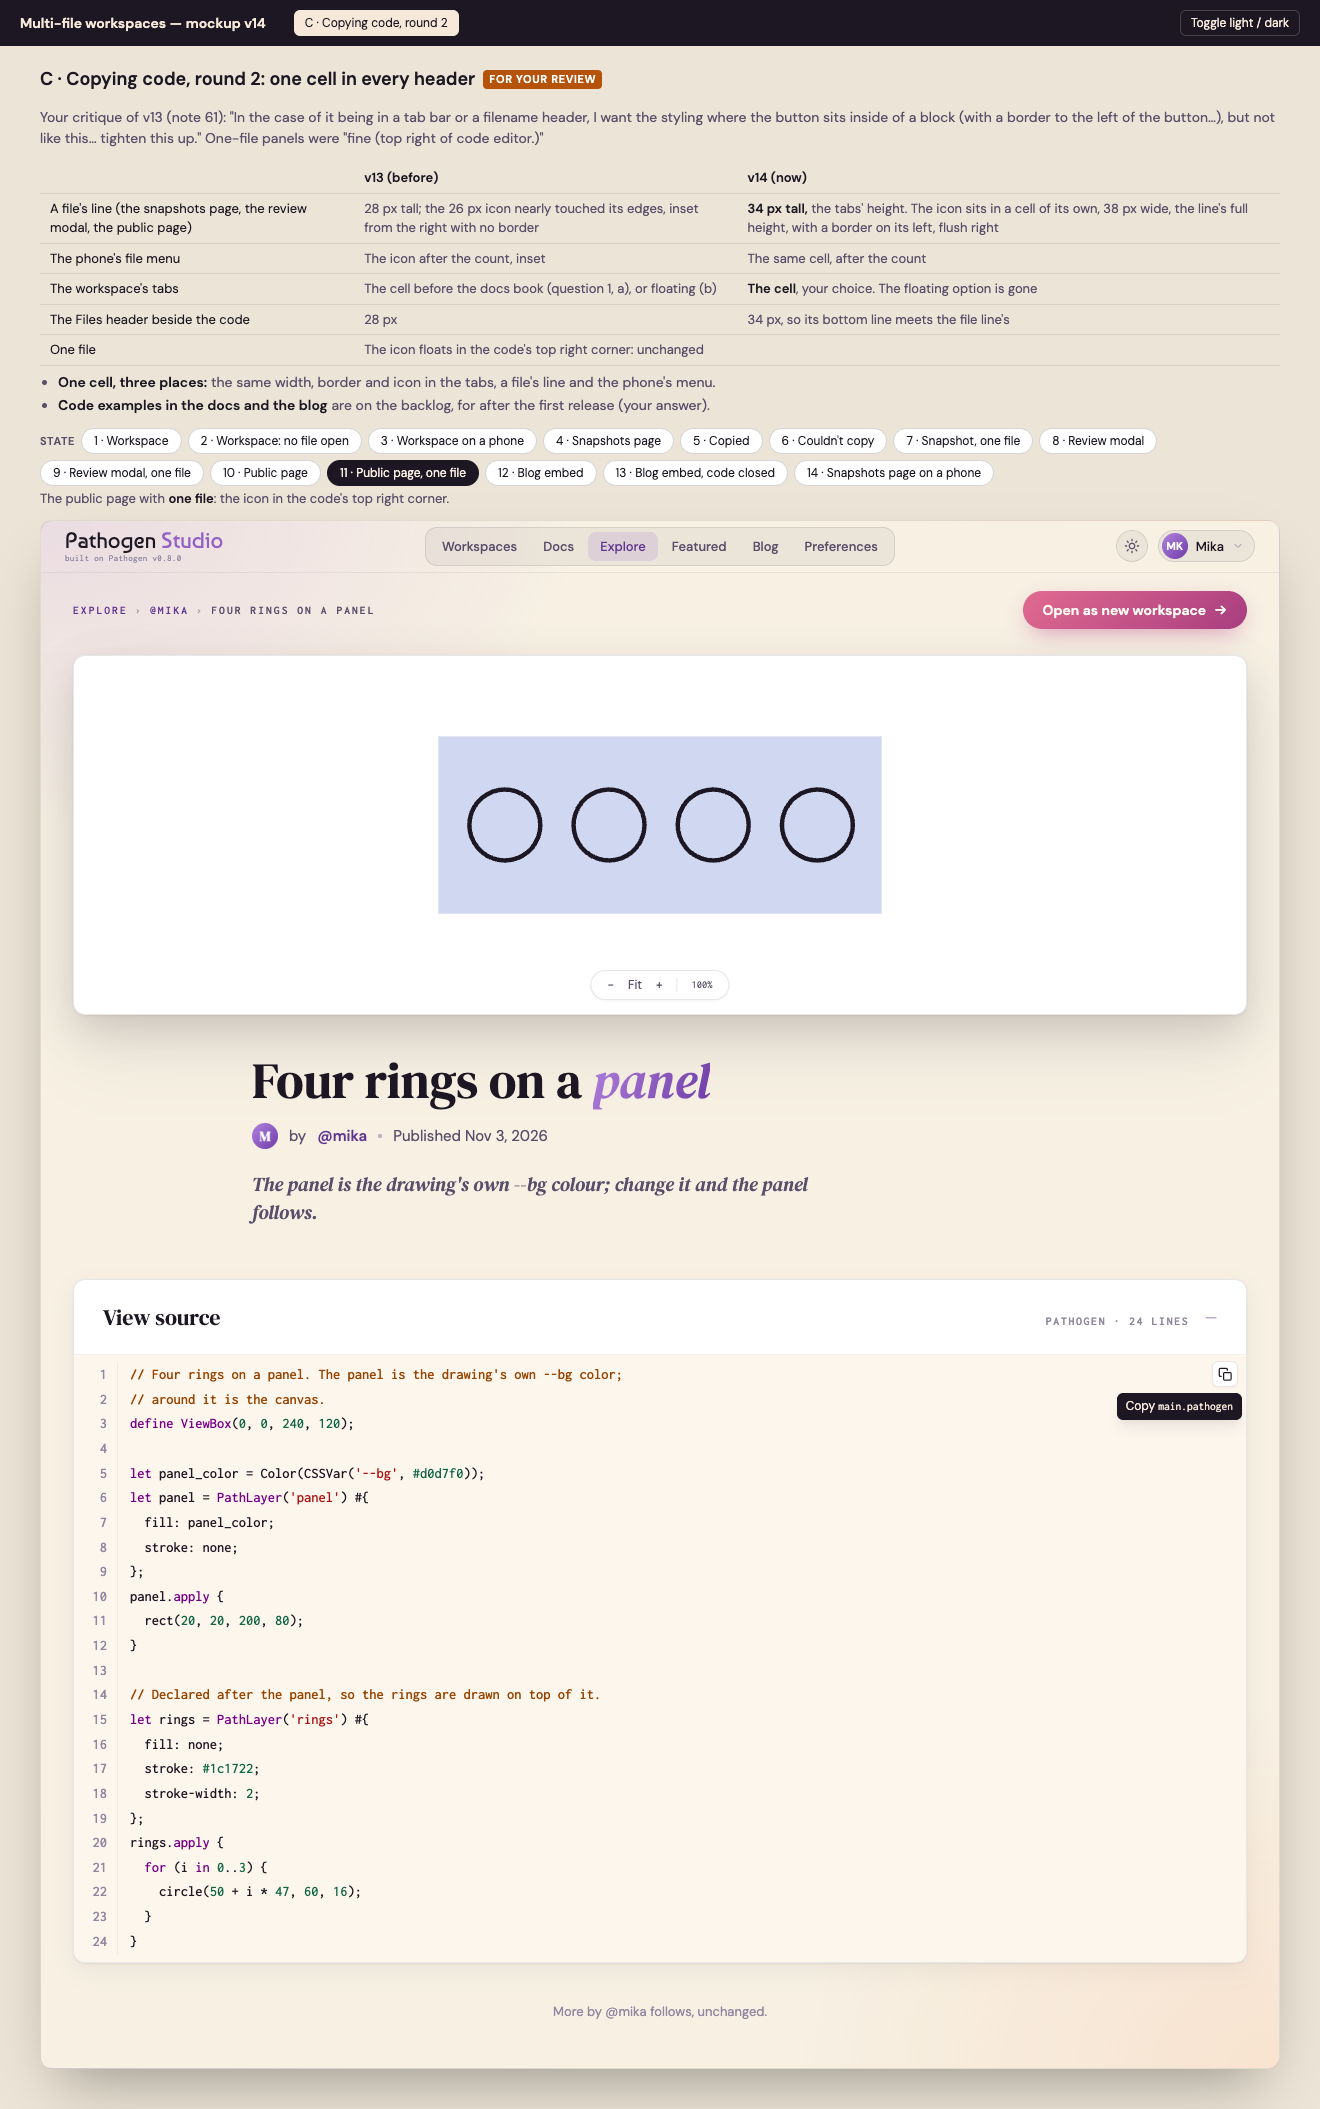 Multi-file workspaces — mockup v14
C · Copying code, round 2
Toggle light / dark
C · Copying code, round 2: one cell in every header FOR YOUR REVIEW
Your critique of v13 (note 61): "In the case of it being in a tab bar or a filename header, I want the styling where the button sits inside of a block (with a border to the left of the button…), but not
like this… tighten this up." One-file panels were "fine (top right of code editor.)"
v13 (before) v14 (now)
A file's line (the snapshots page, the review
modal, the public page)
28 px tall; the 26 px icon nearly touched its edges, inset
from the right with no border
34 px tall, the tabs' height. The icon sits in a cell of its own, 38 px wide, the line's full
height, with a border on its left, flush right
The phone's file menu The icon after the count, inset The same cell, after the count
The workspace's tabs The cell before the docs book (question 1, a), or floating (b) The cell, your choice. The floating option is gone
The Files header beside the code 28 px 34 px, so its bottom line meets the file line's
One file The icon floats in the code's top right corner: unchanged
• One cell, three places: the same width, border and icon in the tabs, a file's line and the phone's menu.
• Code examples in the docs and the blog are on the backlog, for after the first release (your answer).
STATE 1 · Workspace 2 · Workspace: no file open 3 · Workspace on a phone 4 · Snapshots page 5 · Copied 6 · Couldn't copy 7 · Snapshot, one file 8 · Review modal
9 · Review modal, one file 10 · Public page 11 · Public page, one file 12 · Blog embed 13 · Blog embed, code closed 14 · Snapshots page on a phone
The public page with one file: the icon in the code's top right corner.
Pathogen Studio
built on Pathogen v0.8.0
Workspaces Docs Explore Featured Blog Preferences
MK Mika
EXPLORE › @MIKA › FOUR RINGS ON A PANEL
Open as new workspace →
− Fit + 100%
Four rings on a panel
M by @mika • Published Nov 3, 2026
The panel is the drawing's own --bg colour; change it and the panel
follows.
View source
PATHOGEN · 24 LINES —
1 // Four rings on a panel. The panel is the drawing's own --bg color;
2 // around it is the canvas.
Copy main.pathogen
3 define ViewBox(0, 0, 240, 120);
4
5 let panel_color = Color(CSSVar('--bg', #d0d7f0));
6 let panel = PathLayer('panel') #{
7 fill: panel_color;
8 stroke: none;
9 };
10 panel.apply {
11 rect(20, 20, 200, 80);
12 }
13
14 // Declared after the panel, so the rings are drawn on top of it.
15 let rings = PathLayer('rings') #{
16 fill: none;
17 stroke: #1c1722;
18 stroke-width: 2;
19 };
20 rings.apply {
21 for (i in 0..3) {
22 circle(50 + i * 47, 60, 16);
23 }
24 }
More by @mika follows, unchanged.